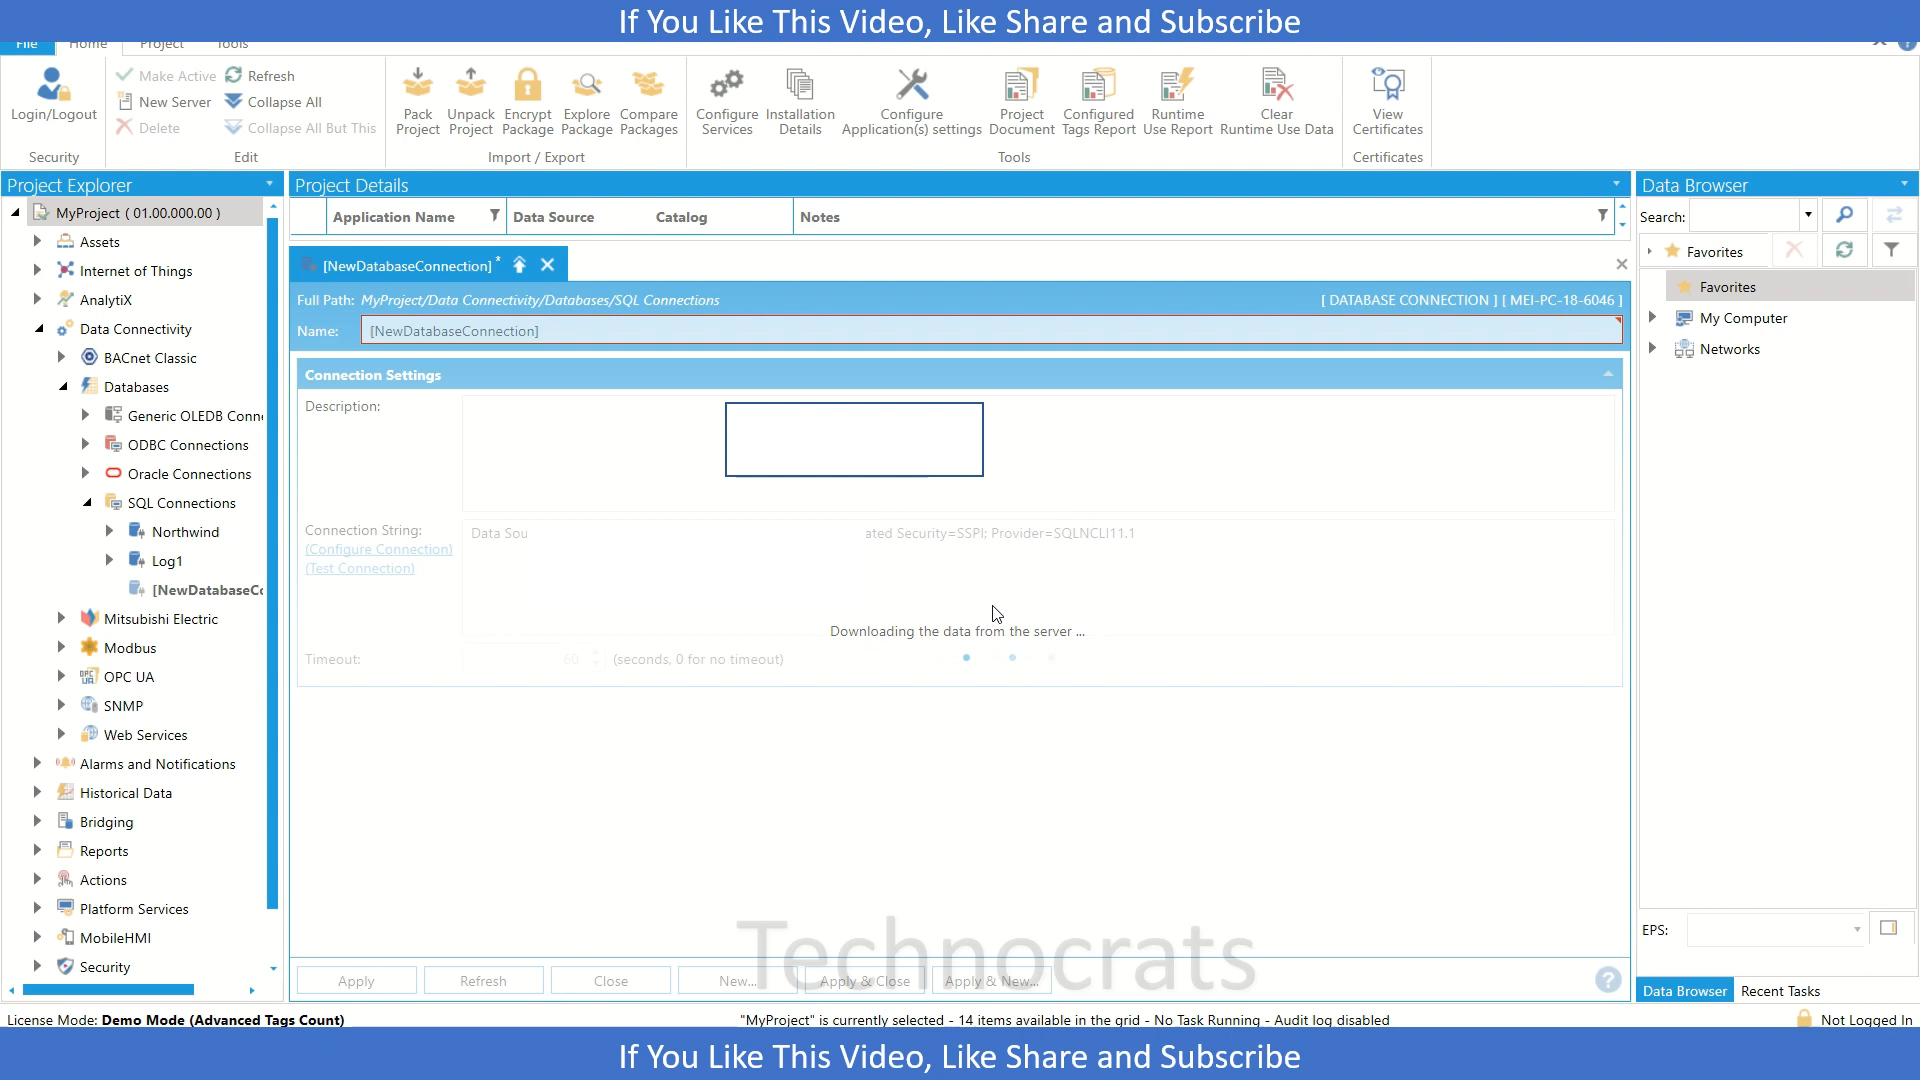 If You Like This Video, Like Share and Subscribe
File Home Project Tools
Login/Logout
Security
Make Active
New Server
Delete
Refresh
Collapse All
Collapse All But This
Edit
Pack Project
Unpack Project
Encrypt Package
Explore Package
Compare Packages
Import / Export
Configure Services
Installation Details
Configure Application(s) settings
Project Document
Configured Tags Report
Runtime Use Report
Clear Runtime Use Data
Tools
View Certificates
Certificates
Project Explorer
MyProject ( 01.00.000.00 )
Assets
Internet of Things
AnalytiX
Data Connectivity
BACnet Classic
Databases
Generic OLEDB Conn
ODBC Connections
Oracle Connections
SQL Connections
Northwind
Log1
[NewDatabaseCo
Mitsubishi Electric
Modbus
OPC UA
SNMP
Web Services
Alarms and Notifications
Historical Data
Bridging
Reports
Actions
Platform Services
MobileHMI
Security
Project Details
Application Name Data Source Catalog Notes
[NewDatabaseConnection] *
Full Path: MyProject/Data Connectivity/Databases/SQL Connections [ DATABASE CONNECTION ] [ MEI-PC-18-6046 ]
Name: [NewDatabaseConnection]
Connection Settings
Description:
Connection String:
(Configure Connection)
(Test Connection)
Data Sou ated Security=SSPI; Provider=SQLNCLI11.1
Downloading the data from the server ...
Timeout: 60 (seconds, 0 for no timeout)
Technocrats
Apply Refresh Close New... Apply & Close Apply & New...
Data Browser
Search:
Favorites
Favorites
My Computer
Networks
EPS:
Data Browser Recent Tasks
License Mode: Demo Mode (Advanced Tags Count) "MyProject" is currently selected - 14 items available in the grid - No Task Running - Audit log disabled Not Logged In
If You Like This Video, Like Share and Subscribe